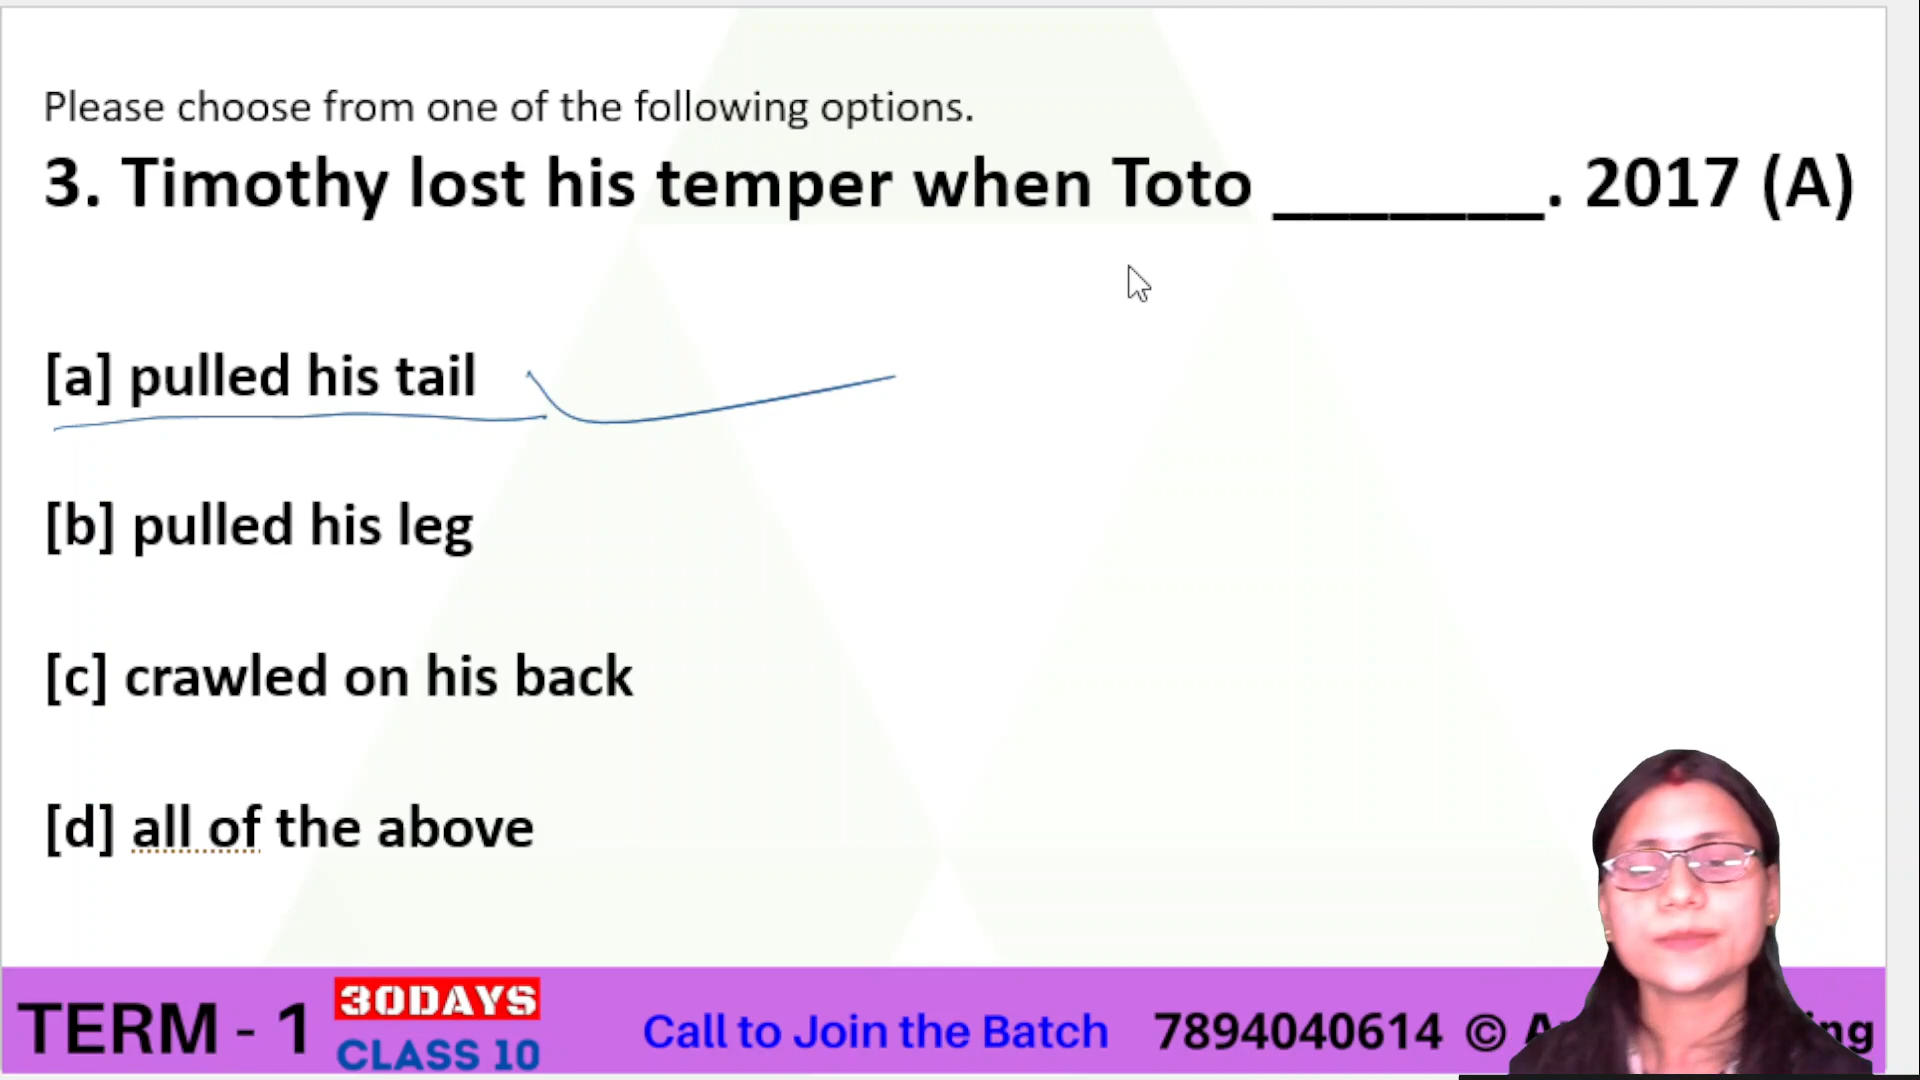 Please choose from one of the following options.
3. Timothy lost his temper when Toto _______. 2017 (A)
[a] pulled his tail
[b] pulled his leg
[c] crawled on his back
[d] all of the above
TERM - 1 30DAYS
CLASS 10
Call to Join the Batch 7894040614 ©